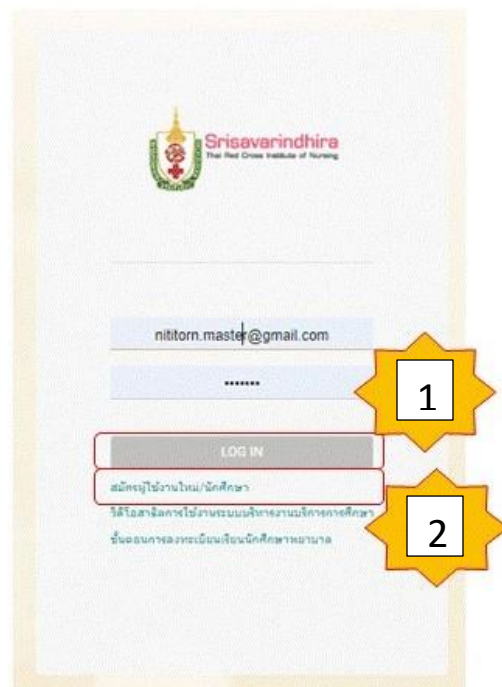 Srisavarindhira
Thai Red Cross Institute of Nursing
nititorn.master@gmail.com
•••••••
1
LOG IN
สมัครผู้ใช้งานใหม่/นักศึกษา
วิดีโอสาธิตการใช้งานระบบบริหารงานบริการการศึกษา
2
ขั้นตอนการลงทะเบียนเรียนนักศึกษาพยาบาล